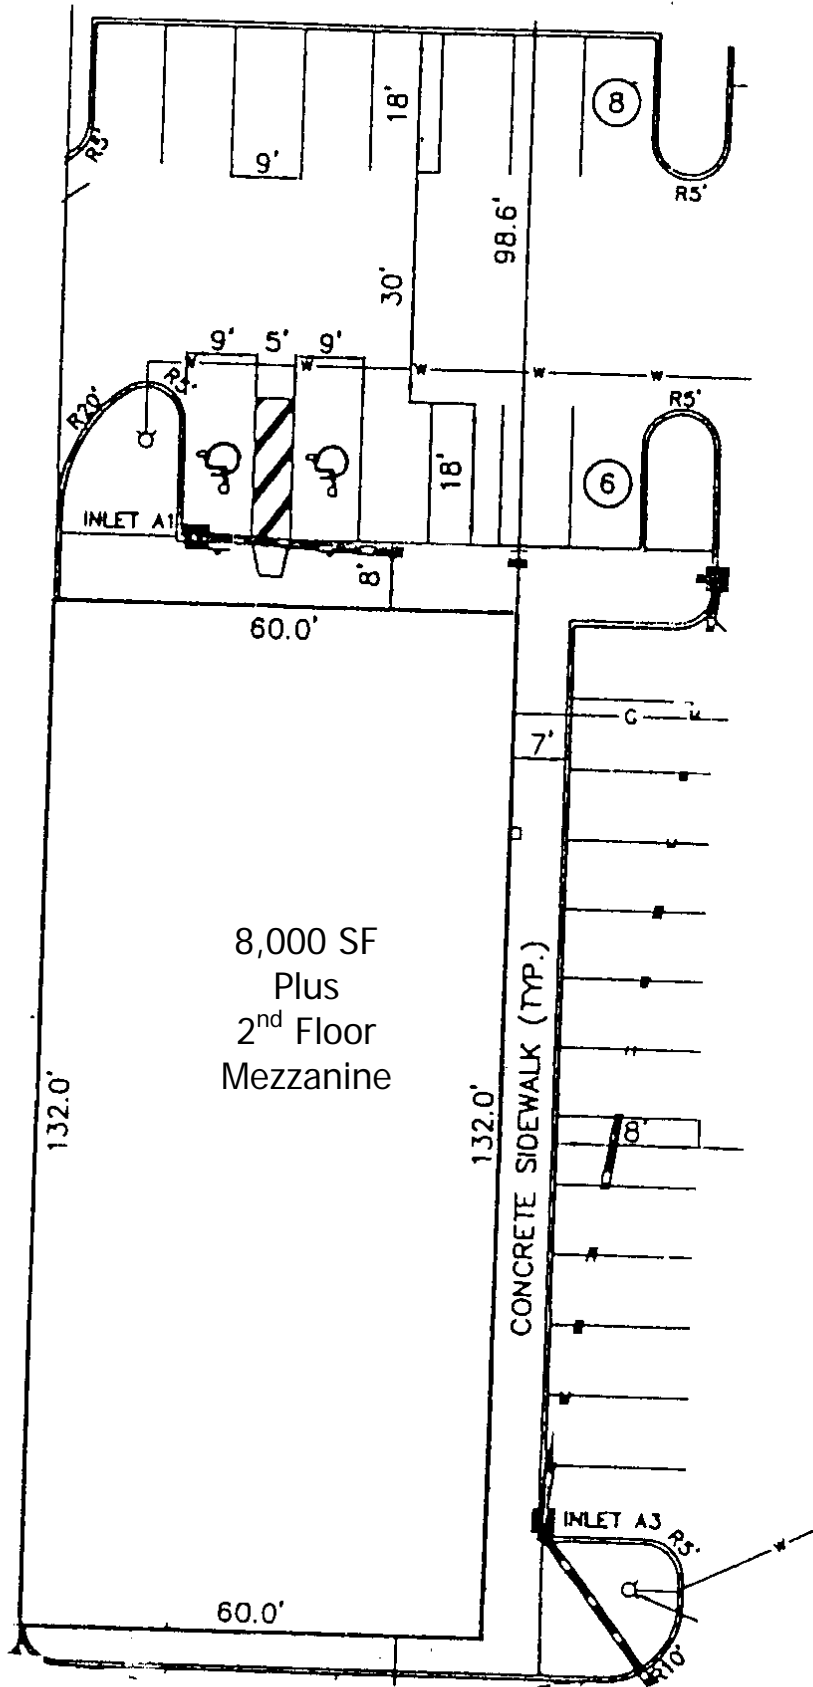 18'
8
R5'
9'
R5'
98.6'
30'
9' 5' 9'
W W W W W
R5'
R20'
R5'
18'
6
INLET A1
8'
60.0'
G
7'
8,000 SF
Plus
2nd Floor
Mezzanine
CONCRETE SIDEWALK (TYP.)
132.0'
132.0'
8'
INLET A3
R5'
W
60.0'
R10'